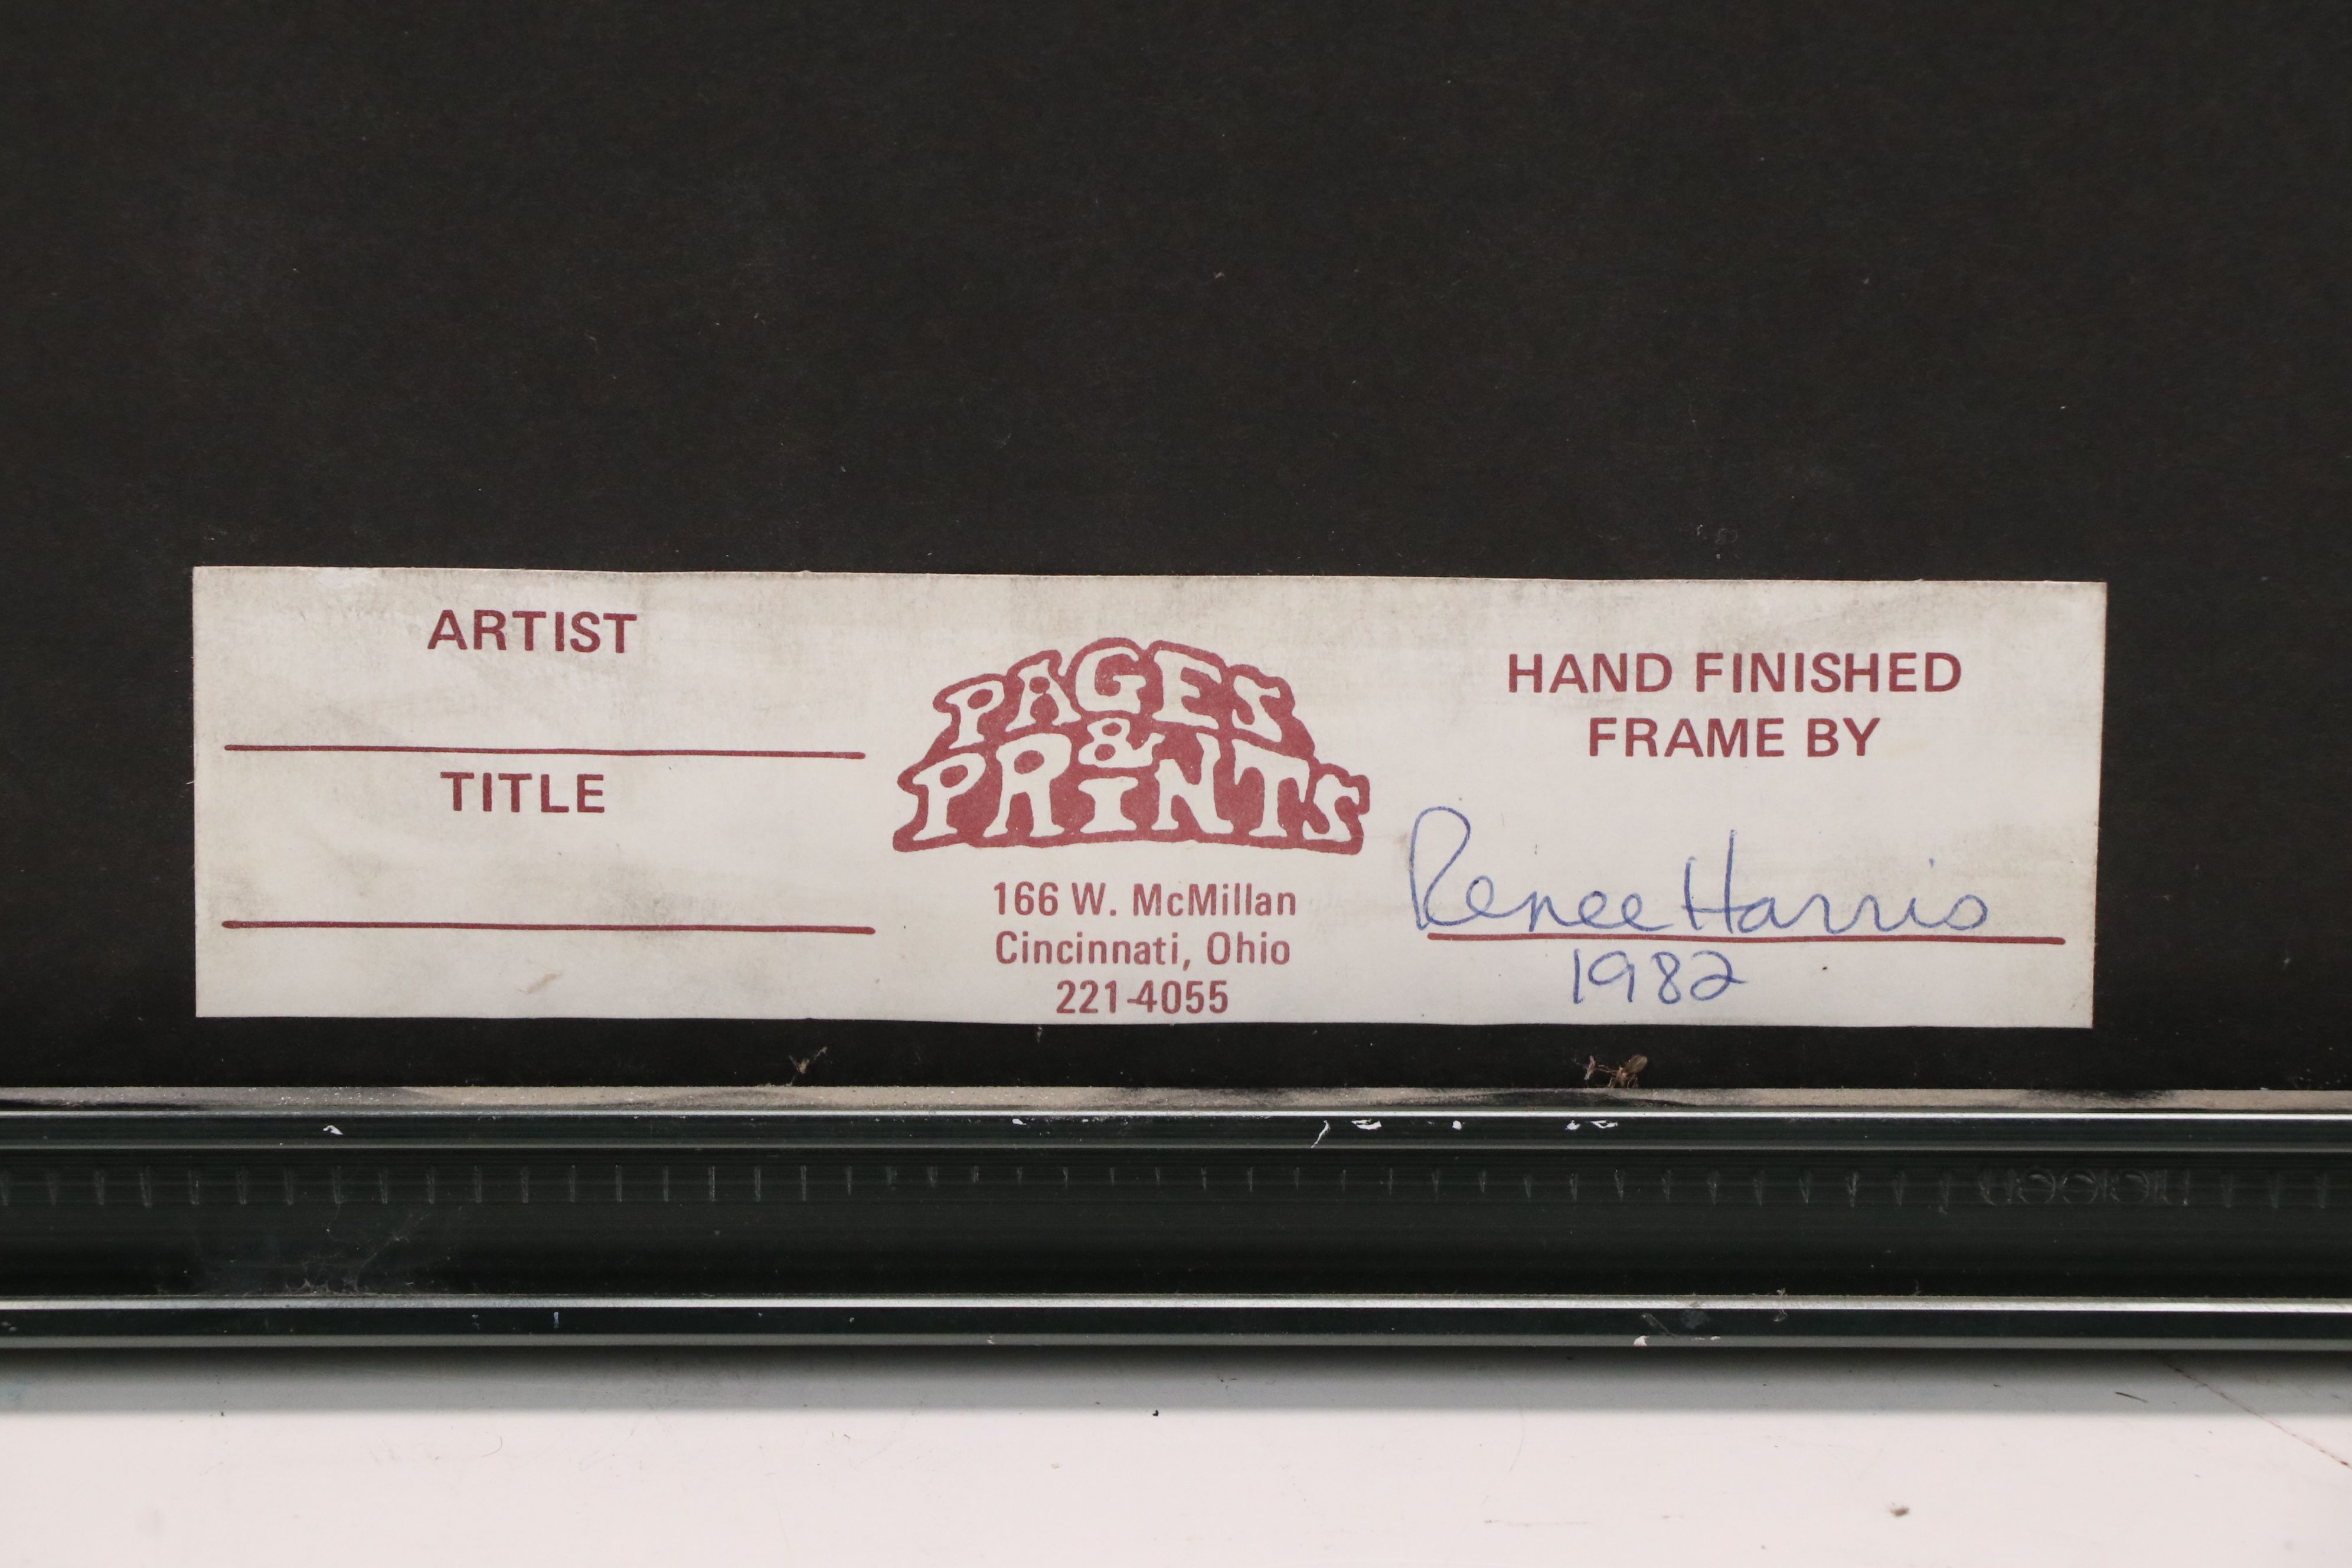 ARTIST
TITLE
PAGES
&
PRINTS
166 W. McMillan
Cincinnati, Ohio
221-4055
HAND FINISHED
FRAME BY
Renee Harris
1982